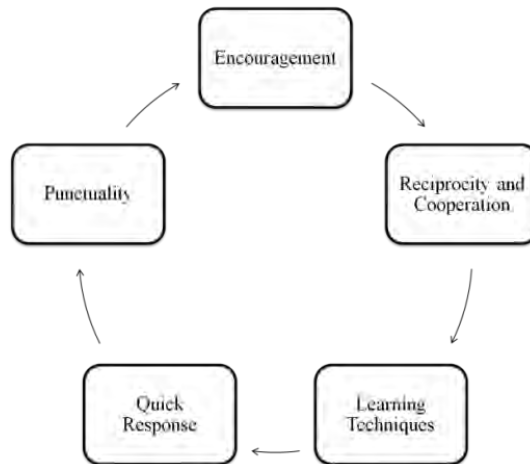 Encouragement
Reciprocity and
Cooperation
Learning
Techniques
Quick
Response
Punctuality